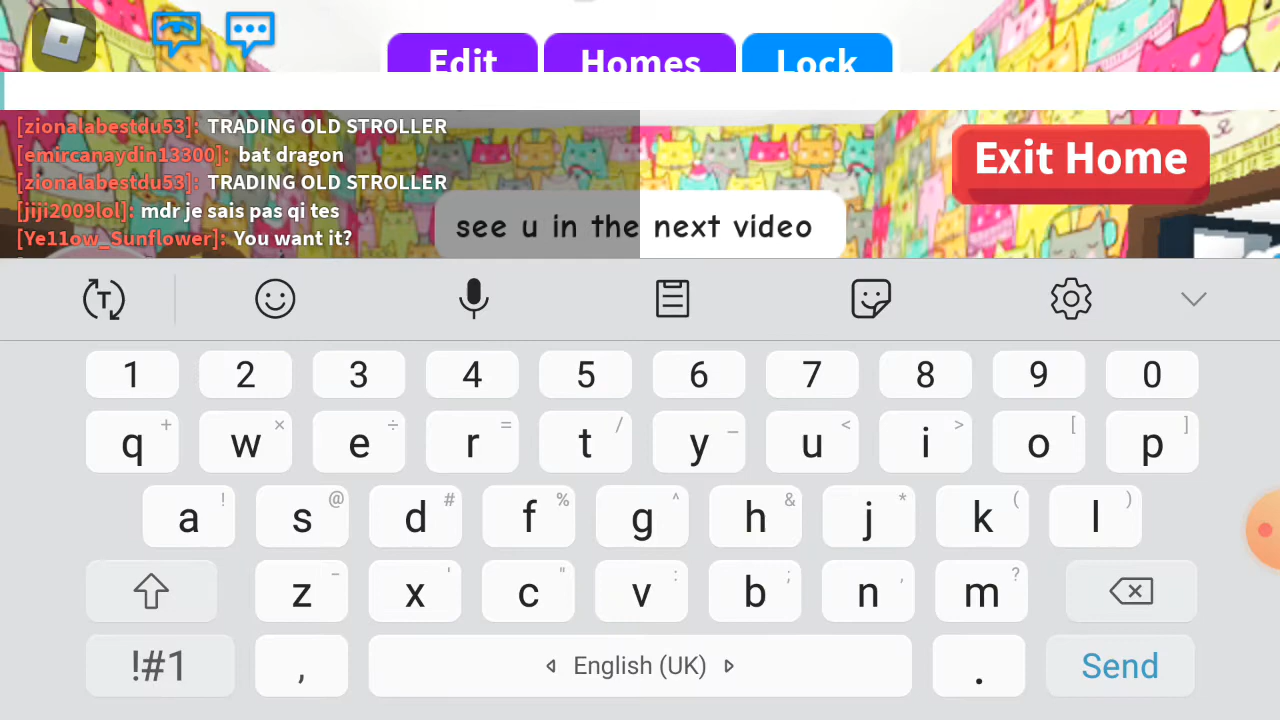 Edit Homes Lock
[zionalabestdu53]: TRADING OLD STROLLER
[emircanaydin13300]: bat dragon
[zionalabestdu53]: TRADING OLD STROLLER
[jiji2009lol]: mdr je sais pas qi tes
[Ye11ow_Sunflower]: You want it?
Exit Home
see u in the next video
T
1 2 3 4 5 6 7 8 9 0
q + w × e ÷ r = t / y _ u < i > o [ p ]
a ! s @ d # f % g ^ h & j * k ( l )
z - x ' c " v : b ; n , m ?
!#1 , English (UK) . Send